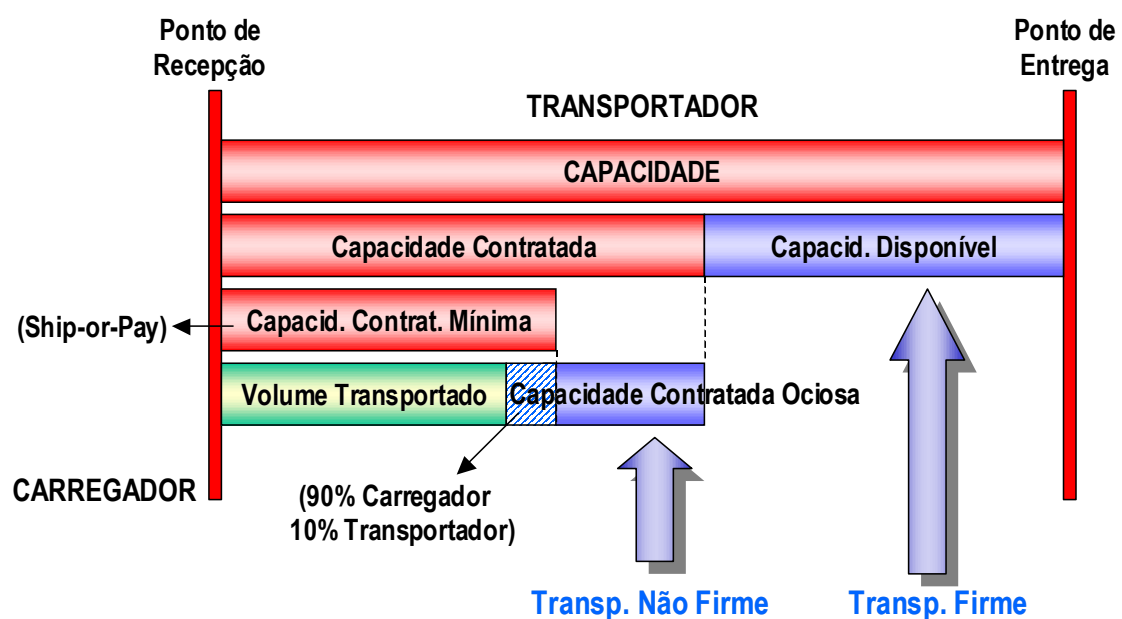 Ponto de
Recepção
Ponto de
Entrega
TRANSPORTADOR
CAPACIDADE
Capacidade Contratada
Capacid. Disponível
(Ship-or-Pay)
Capacid. Contrat. Mínima
Volume Transportado
Capacidade Contratada Ociosa
CARREGADOR
(90% Carregador
10% Transportador)
Transp. Não Firme
Transp. Firme